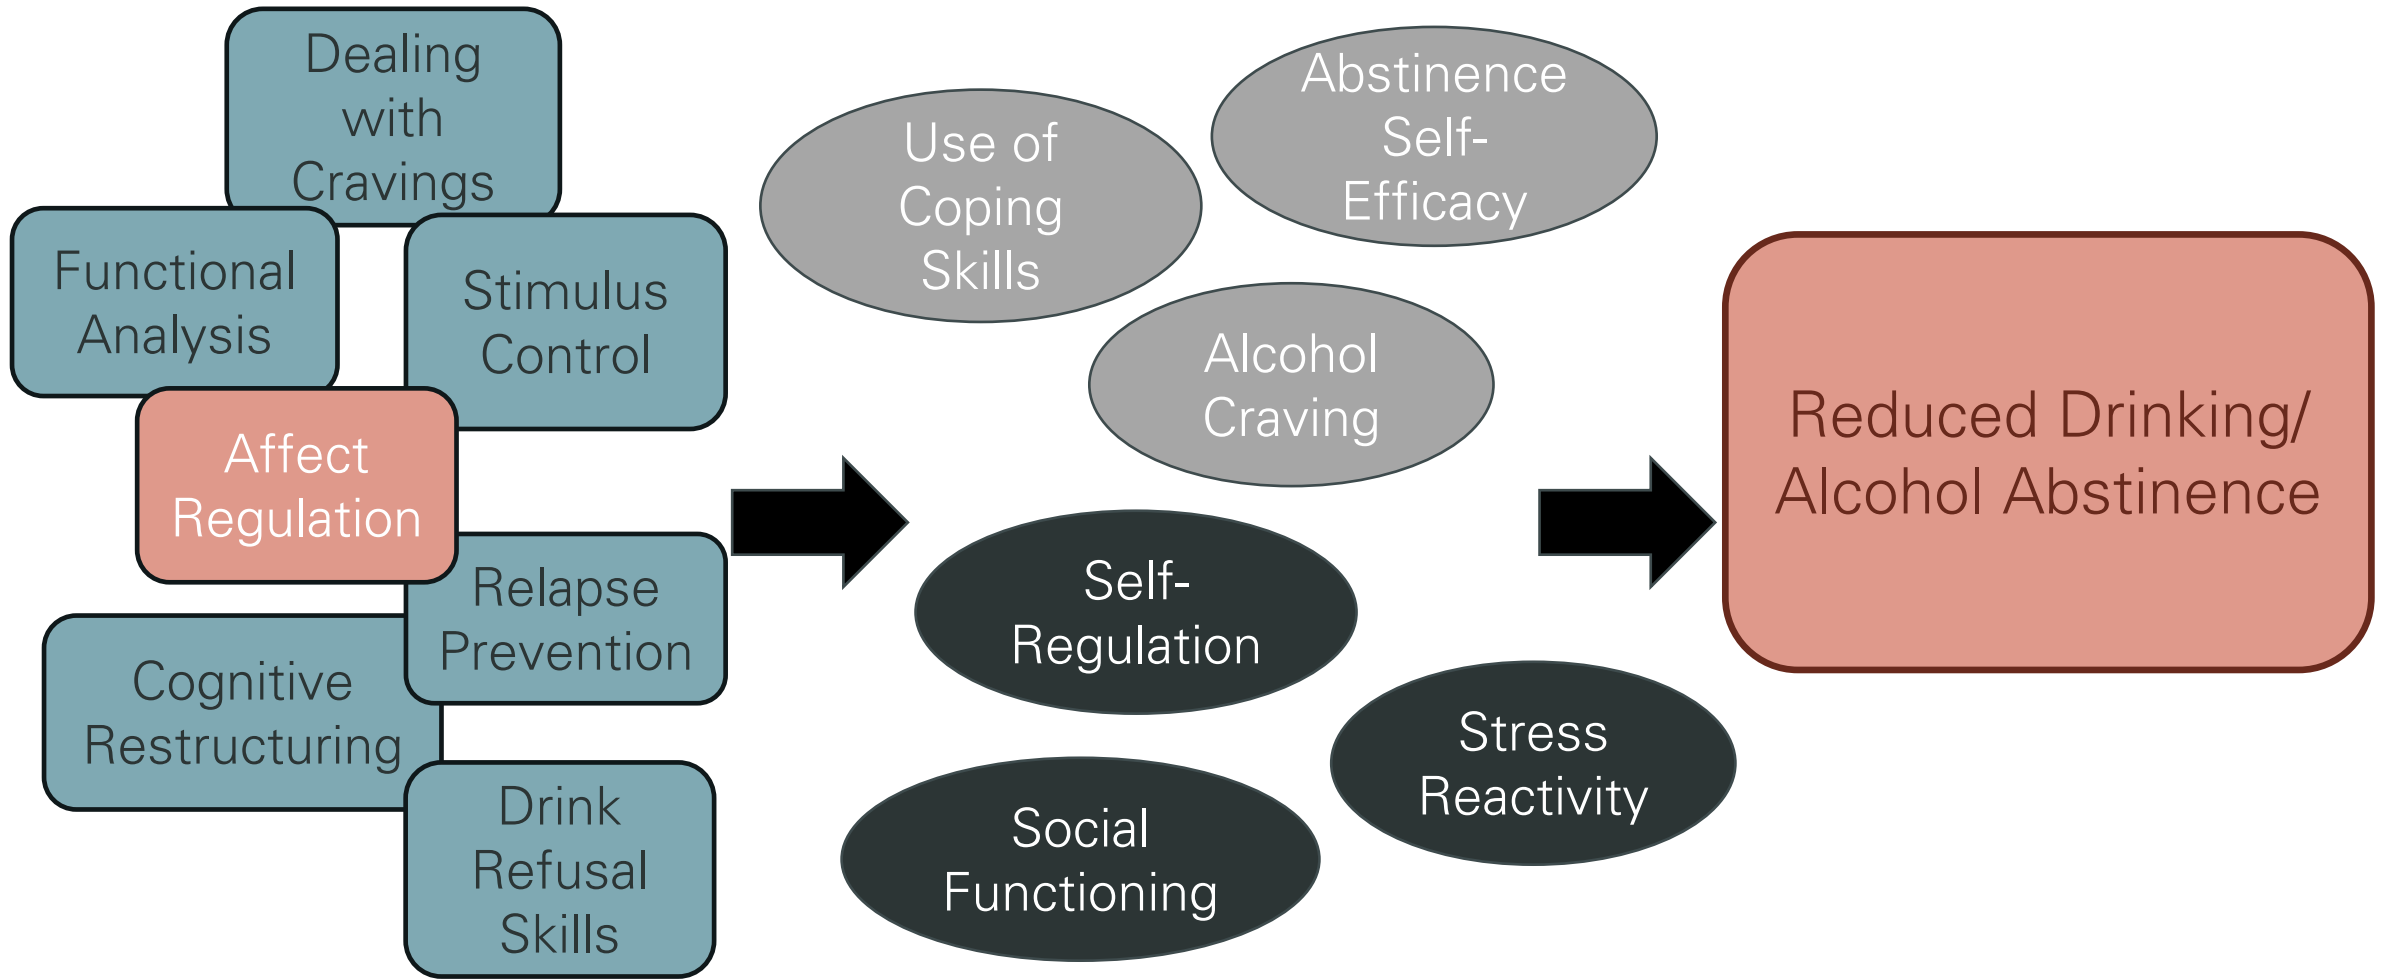 Dealing
with
Cravings
Functional
Analysis
Stimulus
Control
Affect
Regulation
Relapse
Prevention
Cognitive
Restructuring
Drink
Refusal
Skills
Use of
Coping
Skills
Abstinence
Self-
Efficacy
Alcohol
Craving
Self-
Regulation
Stress
Reactivity
Social
Functioning
Reduced Drinking/
Alcohol Abstinence